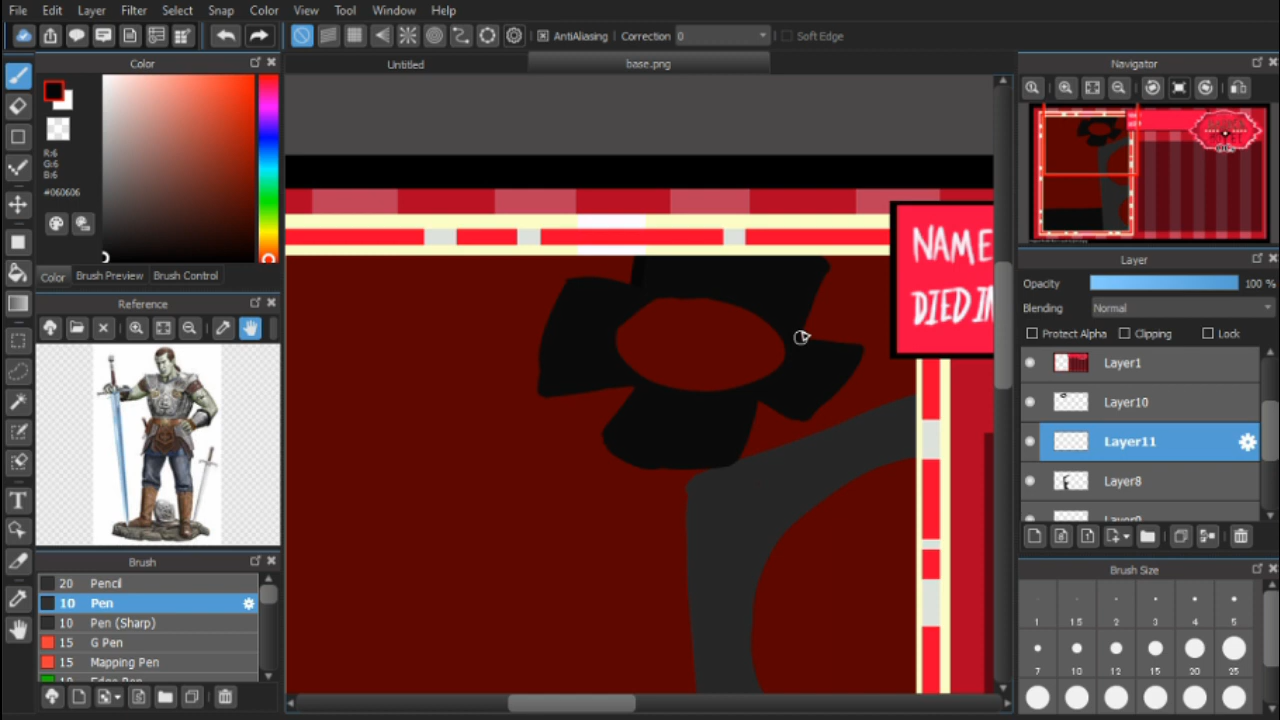 File Edit Layer Filter Select Snap Color View Tool Window Help
AntiAliasing Correction 0 Soft Edge
Color
Untitled
base.png
Navigator
R:6
G:6
B:6
#060606
Color Brush Preview Brush Control
Reference
NAME
DIED IN
Layer
Opacity 100 %
Blending Normal
Protect Alpha Clipping Lock
Layer1
Layer10
Layer11
Layer8
Brush
20 Pencil
10 Pen
10 Pen (Sharp)
15 G Pen
15 Mapping Pen
Brush Size
1 1.5 2 3 4 5
7 10 12 15 20 25